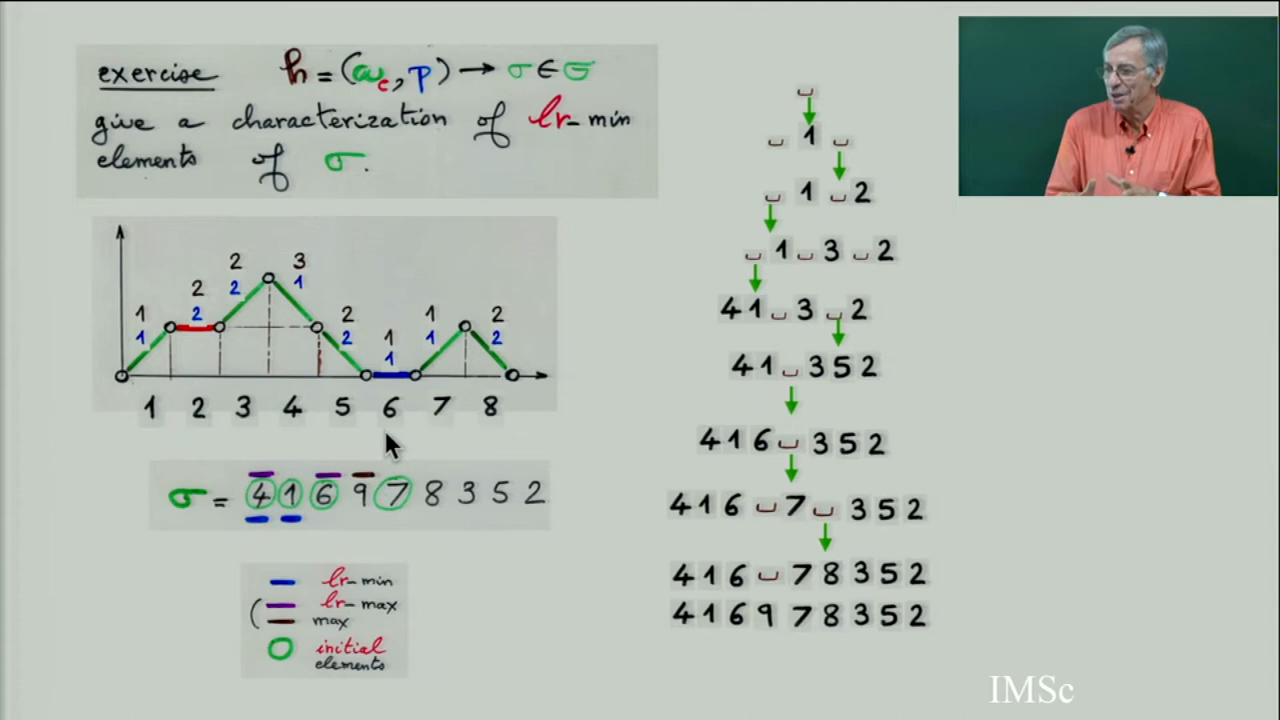 exercise h = (ω_c, p) → σ ∈ 𝔖
give a characterization of lr-min
elements of σ.
1 2 2 3 2 1 1 2
1 2 2 1 2 1 1 2
1 2 3 4 5 6 7 8
σ = 4 1 6 9 7 8 3 5 2
lr-min
( lr-max
max
initial
elements
␣
␣ 1 ␣
␣ 1 ␣ 2
␣ 1 ␣ 3 ␣ 2
4 1 ␣ 3 ␣ 2
4 1 ␣ 3 5 2
4 1 6 ␣ 3 5 2
4 1 6 ␣ 7 ␣ 3 5 2
4 1 6 ␣ 7 8 3 5 2
4 1 6 9 7 8 3 5 2
IMSc